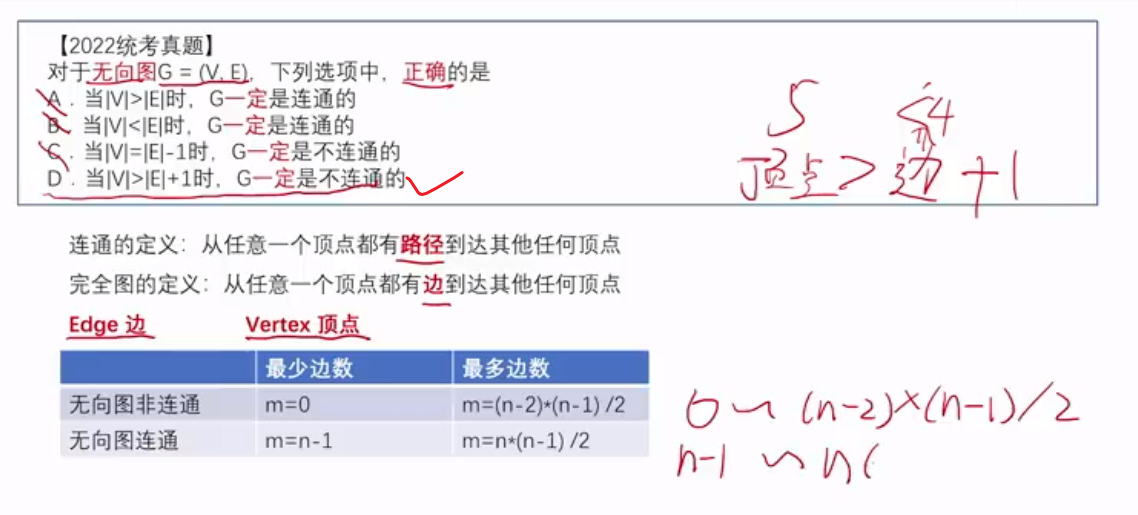 【2022统考真题】
对于无向图G = (V, E)，下列选项中，正确的是
A．当|V|>|E|时，G一定是连通的
B．当|V|<|E|时，G一定是连通的
C．当|V|=|E|-1时，G一定是不连通的
D．当|V|>|E|+1时，G一定是不连通的
5
顶点>边+1
连通的定义：从任意一个顶点都有路径到达其他任何顶点
完全图的定义：从任意一个顶点都有边到达其他任何顶点
Edge 边 Vertex 顶点
最少边数 最多边数
无向图非连通 m=0 m=(n-2)*(n-1) /2
无向图连通 m=n-1 m=n*(n-1) /2
0~(n-2)×(n-1)/2
n-1 ~ n(